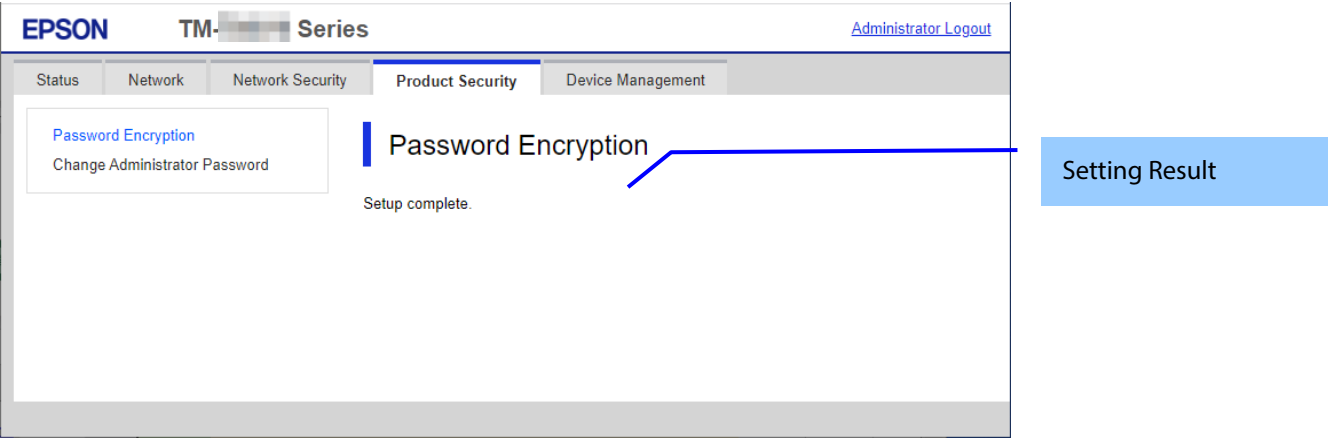 EPSON TM- Series Administrator Logout
Status Network Network Security Product Security Device Management
Password Encryption
Change Administrator Password
Password Encryption
Setup complete.
Setting Result